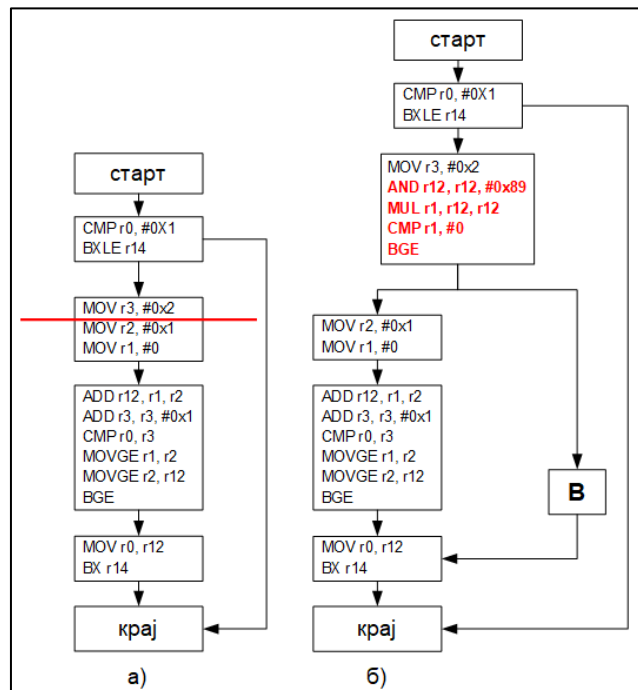 старт
CMP r0, #0X1
BXLE r14
MOV r3, #0x2
MOV r2, #0x1
MOV r1, #0
ADD r12, r1, r2
ADD r3, r3, #0x1
CMP r0, r3
MOVGE r1, r2
MOVGE r2, r12
BGE
MOV r0, r12
BX r14
крај
а)
старт
CMP r0, #0X1
BXLE r14
MOV r3, #0x2
AND r12, r12, #0x89
MUL r1, r12, r12
CMP r1, #0
BGE
MOV r2, #0x1
MOV r1, #0
ADD r12, r1, r2
ADD r3, r3, #0x1
CMP r0, r3
MOVGE r1, r2
MOVGE r2, r12
BGE
B
MOV r0, r12
BX r14
крај
б)